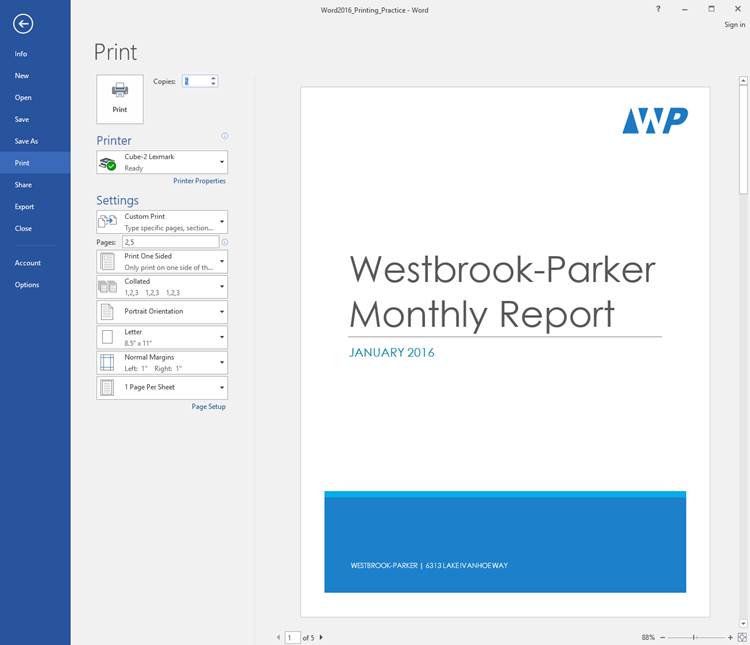 Word2016_Printing_Practice - Word
?
Sign in
Info
New
Open
Save
Save As
Print
Share
Export
Close
Account
Options
Print
Print
Copies:
Printer
Cube-2 Lexmark
Ready
Printer Properties
Settings
Custom Print
Type specific pages, section...
Pages: 2,5
Print One Sided
Only print on one side of th...
Collated
1,2,3 1,2,3 1,2,3
Portrait Orientation
Letter
8.5" x 11"
Normal Margins
Left: 1" Right: 1"
1 Page Per Sheet
Page Setup
WP
Westbrook-Parker
Monthly Report
JANUARY 2016
WESTBROOK-PARKER | 6313 LAKE IVANHOE WAY
1 of 5
88%